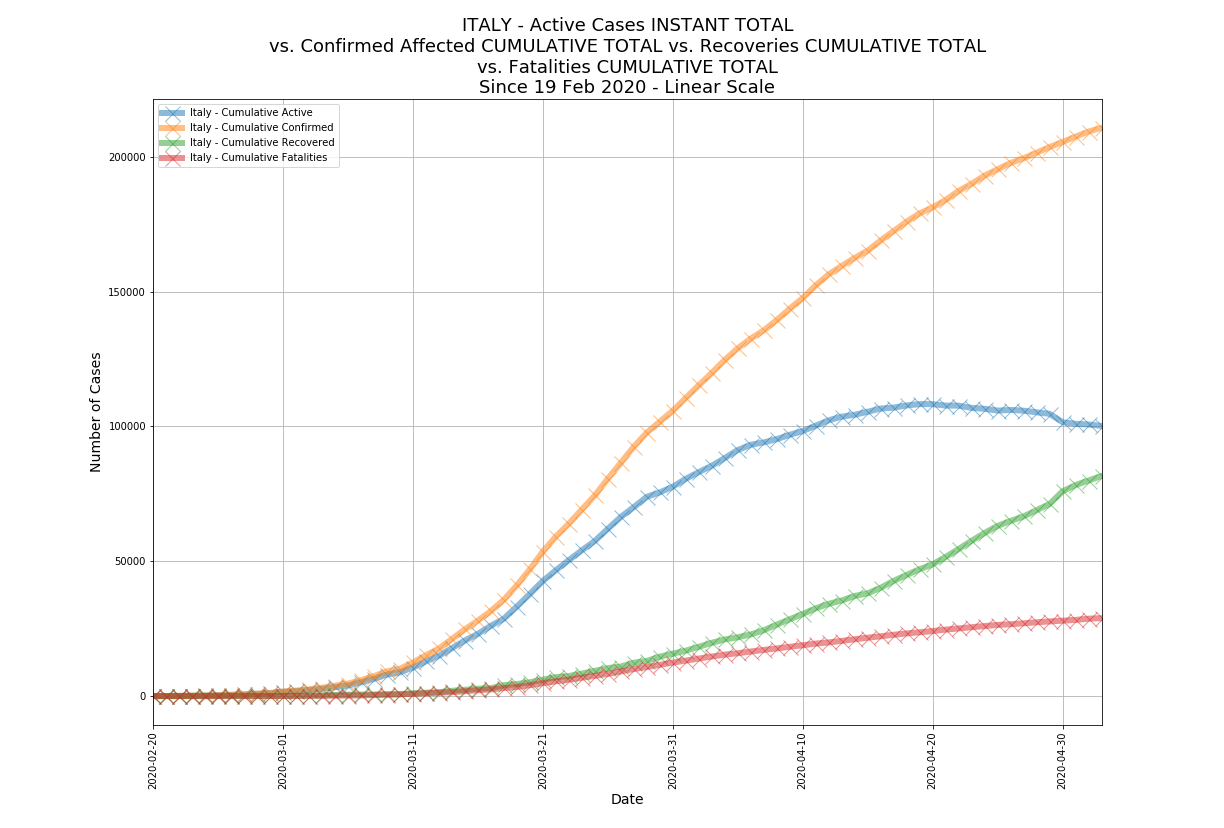 ITALY - Active Cases INSTANT TOTAL
vs. Confirmed Affected CUMULATIVE TOTAL vs. Recoveries CUMULATIVE TOTAL
vs. Fatalities CUMULATIVE TOTAL
Since 19 Feb 2020 - Linear Scale
Italy - Cumulative Active
Italy - Cumulative Confirmed
Italy - Cumulative Recovered
Italy - Cumulative Fatalities
200000
150000
100000
50000
0
Number of Cases
2020-02-20
2020-03-01
2020-03-11
2020-03-21
2020-03-31
2020-04-10
2020-04-20
2020-04-30
Date